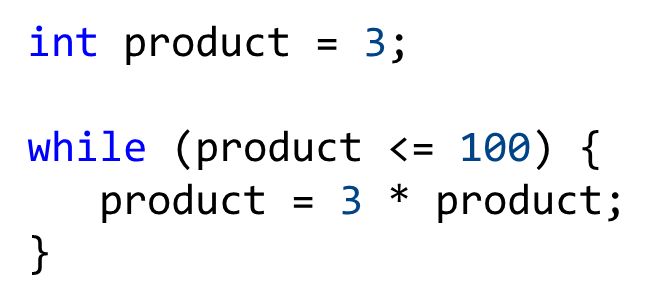 int product = 3;
while (product <= 100) {
product = 3 * product;
}